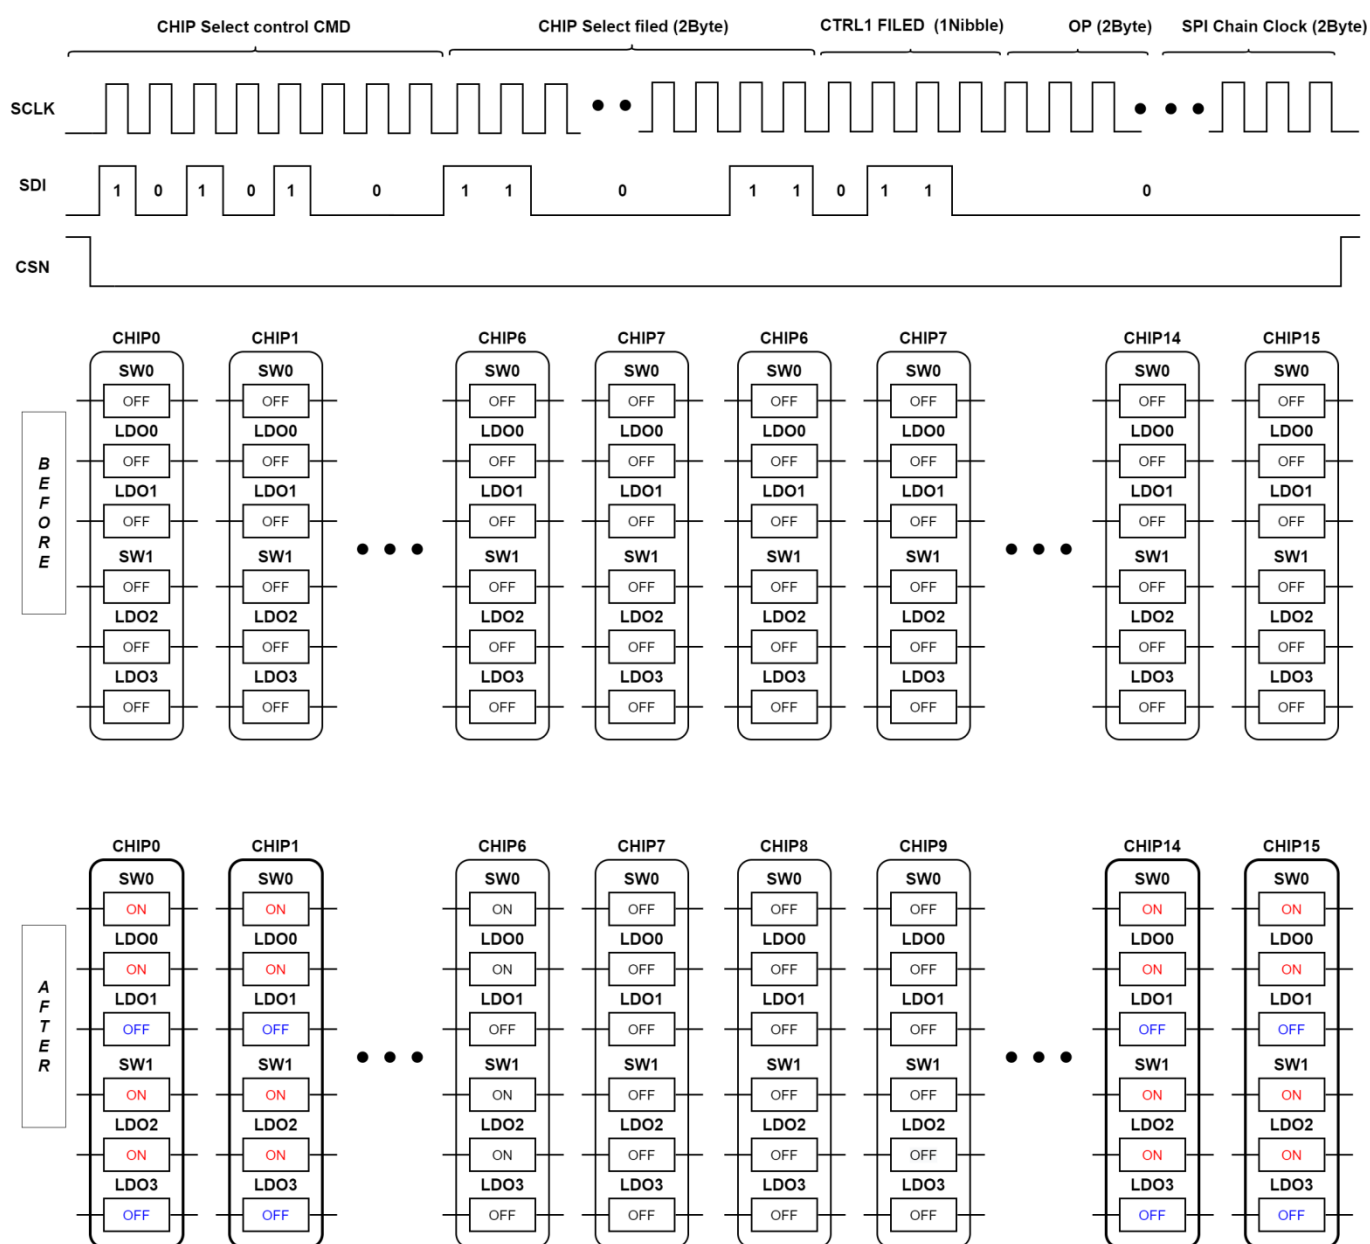 CHIP Select control CMD CHIP Select filed (2Byte) CTRL1 FILED (1Nibble) OP (2Byte) SPI Chain Clock (2Byte)
SCLK
SDI 1 0 1 0 1 0 1 1 0 1 1 0 1 1 0
CSN
CHIP0 CHIP1 CHIP6 CHIP7 CHIP6 CHIP7 CHIP14 CHIP15
SW0 SW0 SW0 SW0 SW0 SW0 SW0 SW0
OFF OFF OFF OFF OFF OFF OFF OFF
LDO0 LDO0 LDO0 LDO0 LDO0 LDO0 LDO0 LDO0
OFF OFF OFF OFF OFF OFF OFF OFF
LDO1 LDO1 LDO1 LDO1 LDO1 LDO1 LDO1 LDO1
OFF OFF OFF OFF OFF OFF OFF OFF
SW1 SW1 SW1 SW1 SW1 SW1 SW1 SW1
OFF OFF OFF OFF OFF OFF OFF OFF
LDO2 LDO2 LDO2 LDO2 LDO2 LDO2 LDO2 LDO2
OFF OFF OFF OFF OFF OFF OFF OFF
LDO3 LDO3 LDO3 LDO3 LDO3 LDO3 LDO3 LDO3
OFF OFF OFF OFF OFF OFF OFF OFF
BEFORE
CHIP0 CHIP1 CHIP6 CHIP7 CHIP8 CHIP9 CHIP14 CHIP15
SW0 SW0 SW0 SW0 SW0 SW0 SW0 SW0
ON ON ON OFF OFF OFF ON ON
LDO0 LDO0 LDO0 LDO0 LDO0 LDO0 LDO0 LDO0
ON ON ON OFF OFF OFF ON ON
LDO1 LDO1 LDO1 LDO1 LDO1 LDO1 LDO1 LDO1
OFF OFF OFF OFF OFF OFF OFF OFF
SW1 SW1 SW1 SW1 SW1 SW1 SW1 SW1
ON ON ON OFF OFF OFF ON ON
LDO2 LDO2 LDO2 LDO2 LDO2 LDO2 LDO2 LDO2
ON ON ON OFF OFF OFF ON ON
LDO3 LDO3 LDO3 LDO3 LDO3 LDO3 LDO3 LDO3
OFF OFF OFF OFF OFF OFF OFF OFF
AFTER